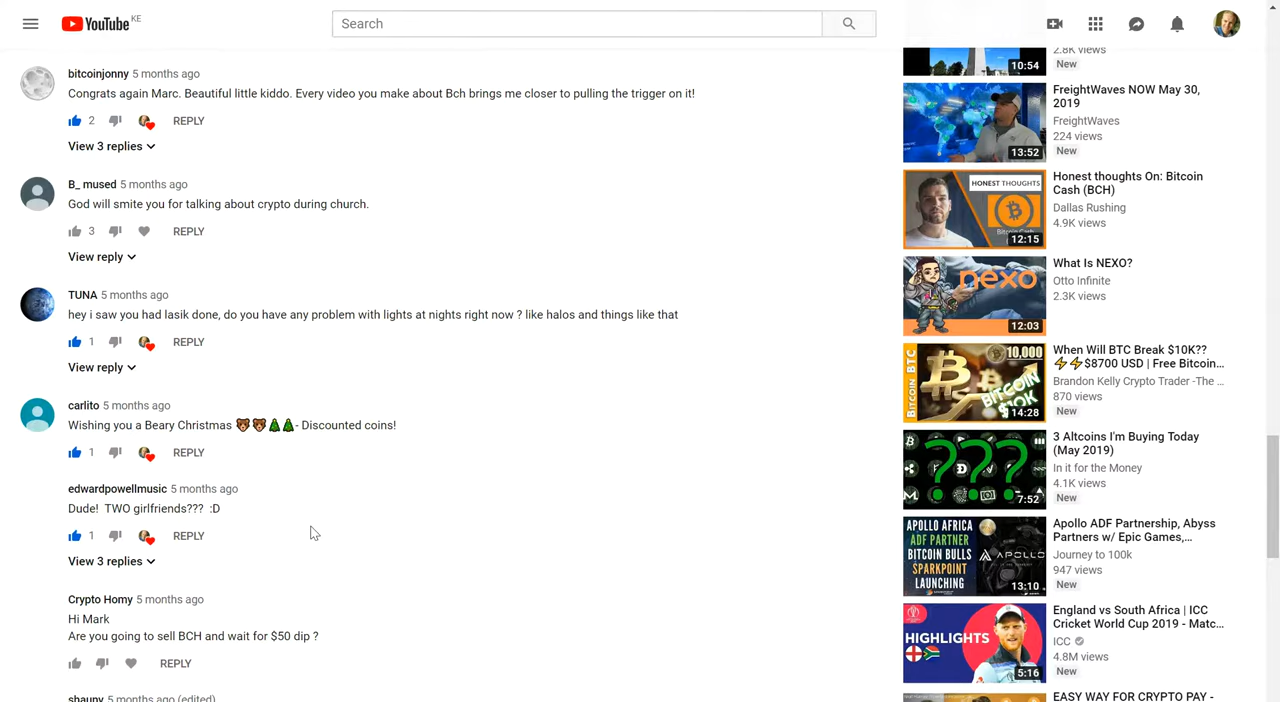 YouTube KE
Search
bitcoinjonny 5 months ago
Congrats again Marc. Beautiful little kiddo. Every video you make about Bch brings me closer to pulling the trigger on it!
2 REPLY
View 3 replies
B_ mused 5 months ago
God will smite you for talking about crypto during church.
3 REPLY
View reply
TUNA 5 months ago
hey i saw you had lasik done, do you have any problem with lights at nights right now ? like halos and things like that
1 REPLY
View reply
carlito 5 months ago
Wishing you a Beary Christmas 🐻🐻🌲🌲- Discounted coins!
1 REPLY
edwardpowellmusic 5 months ago
Dude! TWO girlfriends??? :D
1 REPLY
View 3 replies
Crypto Homy 5 months ago
Hi Mark
Are you going to sell BCH and wait for $50 dip ?
REPLY
shauny 5 months ago (edited)
2.8K views
New
10:54
FreightWaves NOW May 30,
2019
FreightWaves
224 views
New
13:52
Honest thoughts On: Bitcoin
Cash (BCH)
Dallas Rushing
4.9K views
HONEST THOUGHTS
12:15
What Is NEXO?
Otto Infinite
2.3K views
nexo
12:03
When Will BTC Break $10K??
⚡⚡$8700 USD | Free Bitcoin...
Brandon Kelly Crypto Trader -The ...
870 views
New
BITCOIN BTC
10,000
BITCOIN
$10K
14:28
3 Altcoins I'm Buying Today
(May 2019)
In it for the Money
4.1K views
New
???
7:52
Apollo ADF Partnership, Abyss
Partners w/ Epic Games,...
Journey to 100k
947 views
New
APOLLO AFRICA
ADF PARTNER
BITCOIN BULLS
SPARKPOINT
LAUNCHING
APOLLO
13:10
England vs South Africa | ICC
Cricket World Cup 2019 - Matc...
ICC
4.8M views
New
HIGHLIGHTS
5:16
EASY WAY FOR CRYPTO PAY -